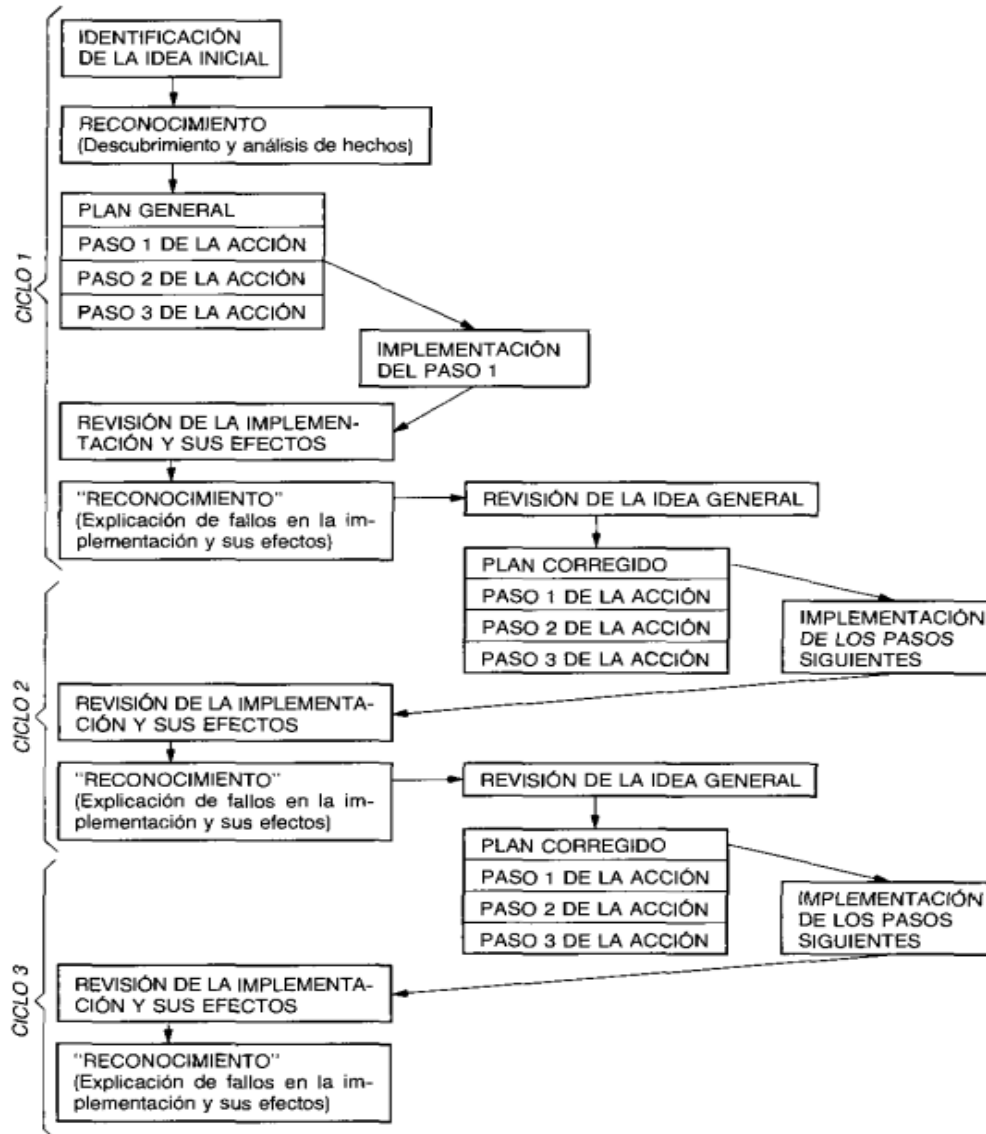 IDENTIFICACIÓN
DE LA IDEA INICIAL
RECONOCIMIENTO
(Descubrimiento y análisis de hechos)
PLAN GENERAL
PASO 1 DE LA ACCIÓN
PASO 2 DE LA ACCIÓN
PASO 3 DE LA ACCIÓN
CICLO 1
IMPLEMENTACIÓN
DEL PASO 1
REVISIÓN DE LA IMPLEMEN-
TACIÓN Y SUS EFECTOS
"RECONOCIMIENTO"
(Explicación de fallos en la im-
plementación y sus efectos)
REVISIÓN DE LA IDEA GENERAL
PLAN CORREGIDO
PASO 1 DE LA ACCIÓN
PASO 2 DE LA ACCIÓN
PASO 3 DE LA ACCIÓN
IMPLEMENTACIÓN
DE LOS PASOS
SIGUIENTES
CICLO 2
REVISIÓN DE LA IMPLEMENTA-
CIÓN Y SUS EFECTOS
"RECONOCIMIENTO"
(Explicación de fallos en la im-
plementación y sus efectos)
REVISIÓN DE LA IDEA GENERAL
PLAN CORREGIDO
PASO 1 DE LA ACCIÓN
PASO 2 DE LA ACCIÓN
PASO 3 DE LA ACCIÓN
IMPLEMENTACIÓN
DE LOS PASOS
SIGUIENTES
CICLO 3
REVISIÓN DE LA IMPLEMENTA-
CIÓN Y SUS EFECTOS
"RECONOCIMIENTO"
(Explicación de fallos en la im-
plementación y sus efectos)